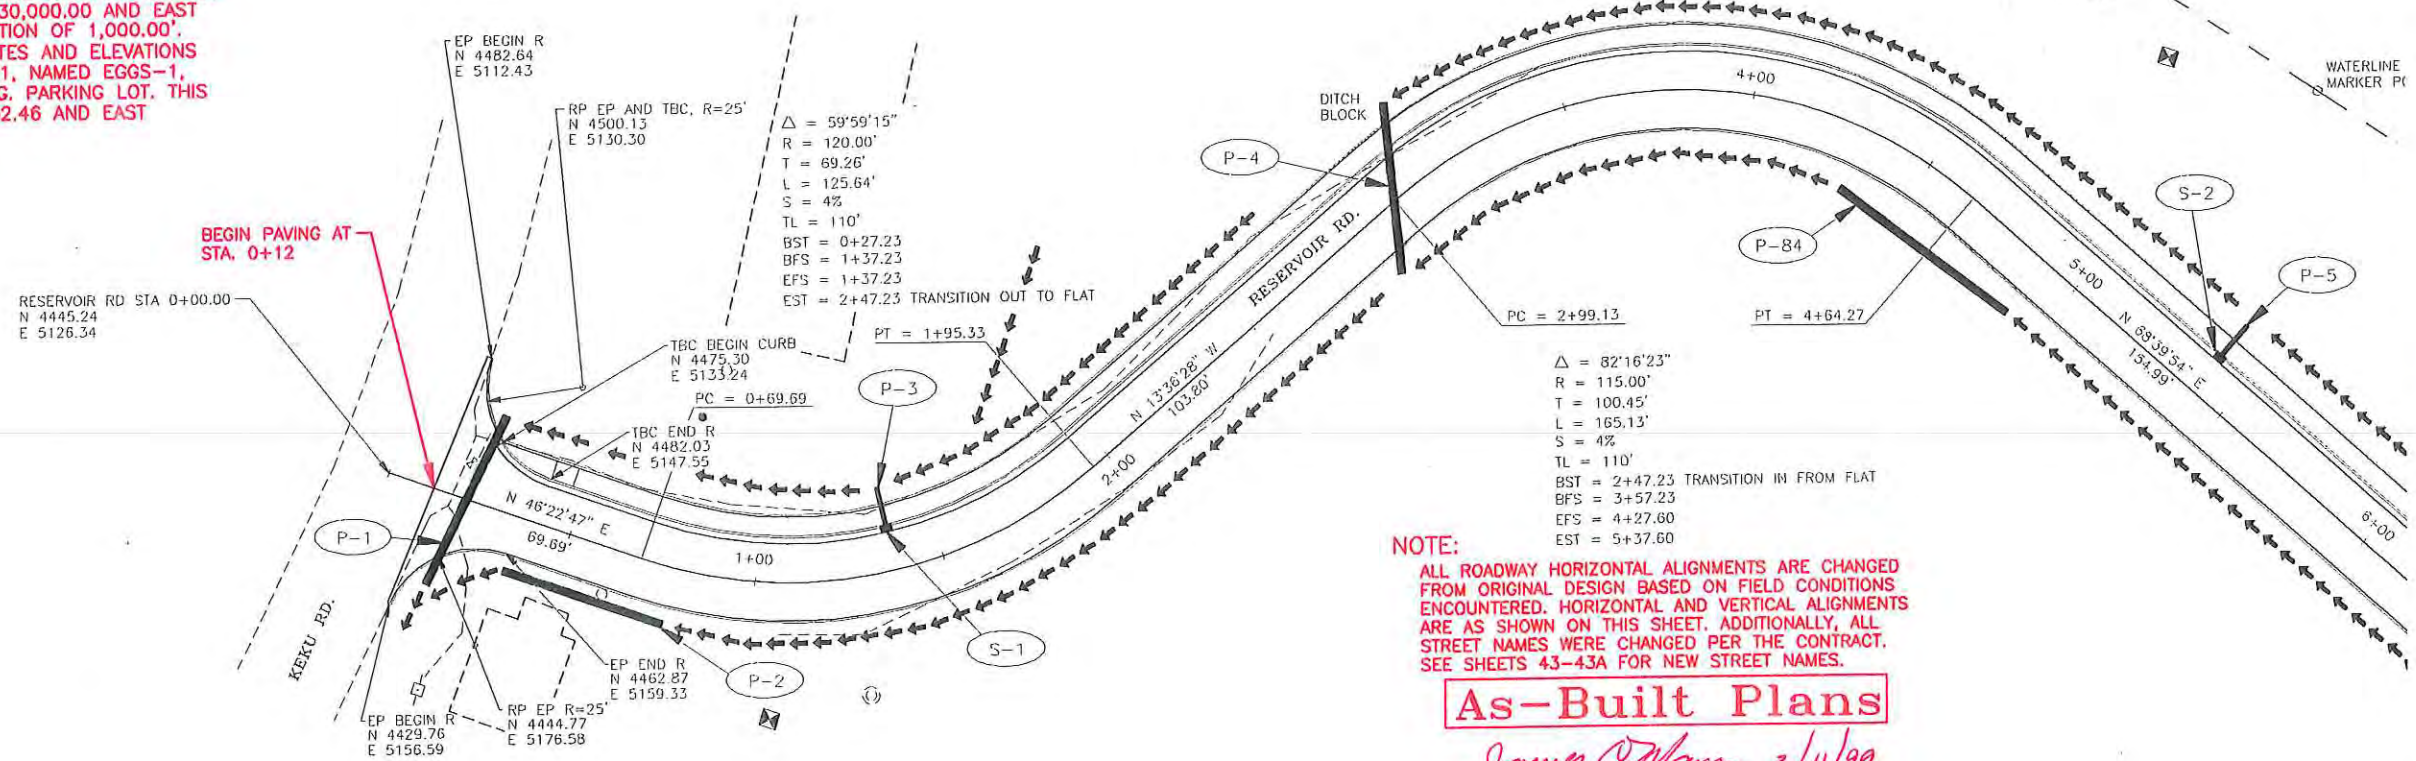 30,000.00 AND EAST
TION OF 1,000.00'.
TES AND ELEVATIONS
1, NAMED EGGS-1,
G. PARKING LOT. THIS
2.46 AND EAST
EP BEGIN R
N 4482.64
E 5112.43
RP EP AND TBC, R=25'
N 4500.13
E 5130.30
Δ = 59°59'15"
R = 120.00'
T = 69.26'
L = 125.64'
S = 4%
TL = 110'
BST = 0+27.23
BFS = 1+37.23
EFS = 1+37.23
EST = 2+47.23 TRANSITION OUT TO FLAT
BEGIN PAVING AT
STA. 0+12
RESERVOIR RD STA 0+00.00
N 4445.24
E 5126.34
TBC BEGIN CURB
N 4475.30
E 5133.24
PC = 0+69.69
TBC END R
N 4482.03
E 5147.55
PT = 1+95.33
P-3
N 46°22'47" E
69.69'
P-1
1+00
2+00
N 13°36'28" W
103.80'
RESERVOIR RD.
KEKU RD.
EP BEGIN R
N 4429.76
E 5156.59
RP EP R=25'
N 4444.77
E 5176.58
EP END R
N 4462.87
E 5159.33
P-2
S-1
DITCH
BLOCK
P-4
4+00
WATERLINE
MARKER
P-84
S-2
P-5
5+00
N 68°39'54" E
154.99'
6+00
PC = 2+99.13
PT = 4+64.27
Δ = 82°16'23"
R = 115.00'
T = 100.45'
L = 165.13'
S = 4%
TL = 110'
BST = 2+47.23 TRANSITION IN FROM FLAT
BFS = 3+57.23
EFS = 4+27.60
EST = 5+37.60
NOTE:
ALL ROADWAY HORIZONTAL ALIGNMENTS ARE CHANGED
FROM ORIGINAL DESIGN BASED ON FIELD CONDITIONS
ENCOUNTERED. HORIZONTAL AND VERTICAL ALIGNMENTS
ARE AS SHOWN ON THIS SHEET. ADDITIONALLY, ALL
STREET NAMES WERE CHANGED PER THE CONTRACT.
SEE SHEETS 43-43A FOR NEW STREET NAMES.
As-Built Plans